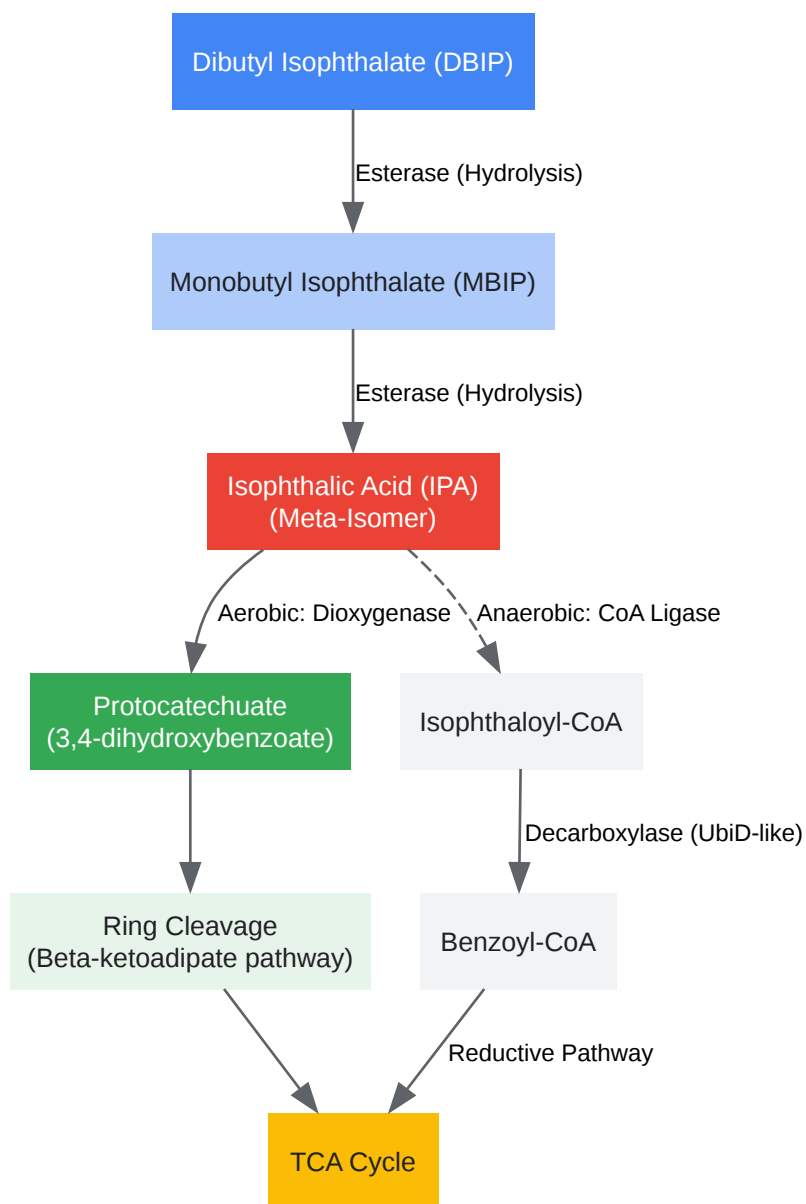 Dibutyl Isophthalate (DBIP)
Esterase (Hydrolysis)
Monobutyl Isophthalate (MBIP)
Esterase (Hydrolysis)
Isophthalic Acid (IPA)
(Meta-Isomer)
Aerobic: Dioxygenase
Anaerobic: CoA Ligase
Protocatechuate
(3,4-dihydroxybenzoate)
Isophthaloyl-CoA
Decarboxylase (UbiD-like)
Ring Cleavage
(Beta-ketoadipate pathway)
Benzoyl-CoA
Reductive Pathway
TCA Cycle